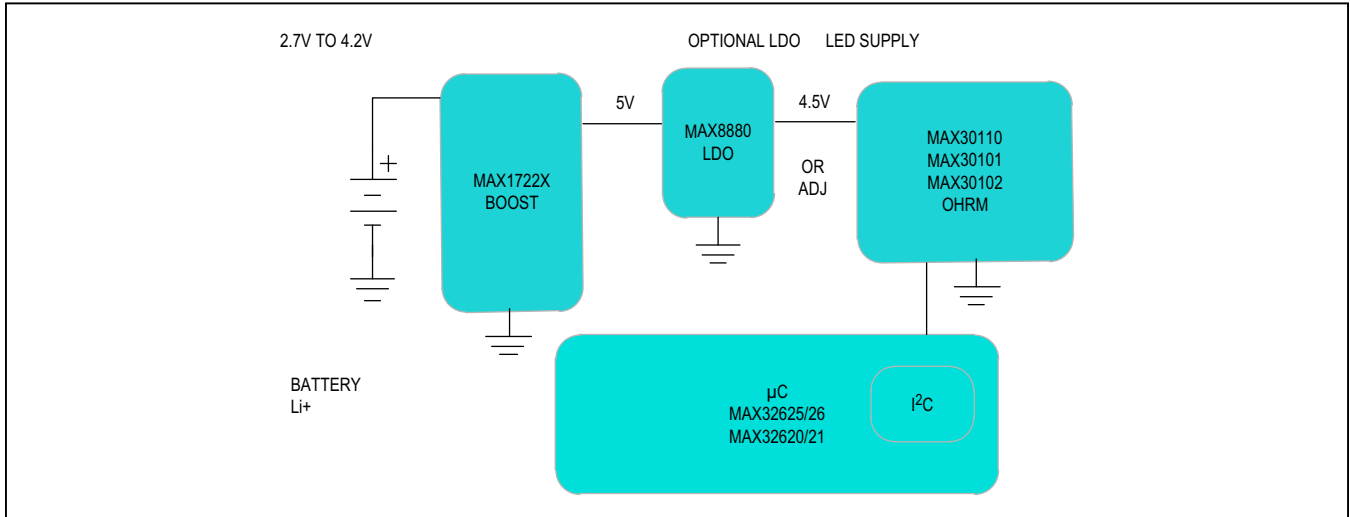 2.7V TO 4.2V
OPTIONAL LDO
LED SUPPLY
+
MAX1722X
BOOST
5V
MAX8880
LDO
4.5V
OR
ADJ
MAX30110
MAX30101
MAX30102
OHRM
BATTERY
Li+
µC
MAX32625/26
MAX32620/21
I²C